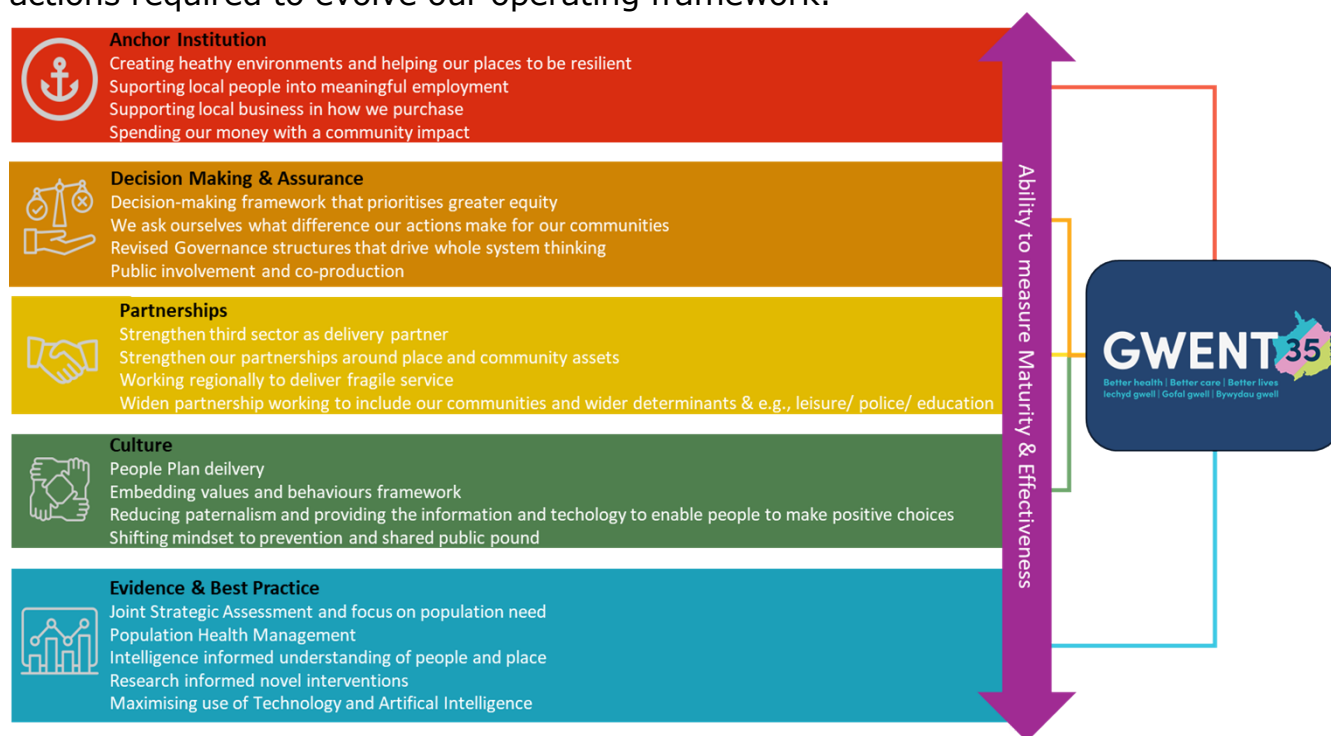 actions required to evolve our operating framework.
Anchor Institution
Creating heathy environments and helping our places to be resilient
Suporting local people into meaningful employment
Supporting local business in how we purchase
Spending our money with a community impact
Decision Making & Assurance
Decision-making framework that prioritises greater equity
We ask ourselves what difference our actions make for our communities
Revised Governance structures that drive whole system thinking
Public involvement and co-production
Partnerships
Strengthen third sector as delivery partner
Strengthen our partnerships around place and community assets
Working regionally to deliver fragile service
Widen partnership working to include our communities and wider determinants & e.g., leisure/ police/ education
Culture
People Plan deilvery
Embedding values and behaviours framework
Reducing paternalism and providing the information and techology to enable people to make positive choices
Shifting mindset to prevention and shared public pound
Evidence & Best Practice
Joint Strategic Assessment and focus on population need
Population Health Management
Intelligence informed understanding of people and place
Research informed novel interventions
Maximising use of Technology and Artifical Intelligence
Ability to measure Maturity & Effectiveness
GWENT 35
Better health | Better care | Better lives
Iechyd gwell | Gofal gwell | Bywydau gwell